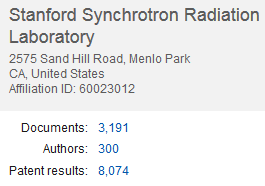 Stanford Synchrotron Radiation
Laboratory
2575 Sand Hill Road, Menlo Park
CA, United States
Affiliation ID: 60023012
Documents: 3,191
Authors: 300
Patent results: 8,074